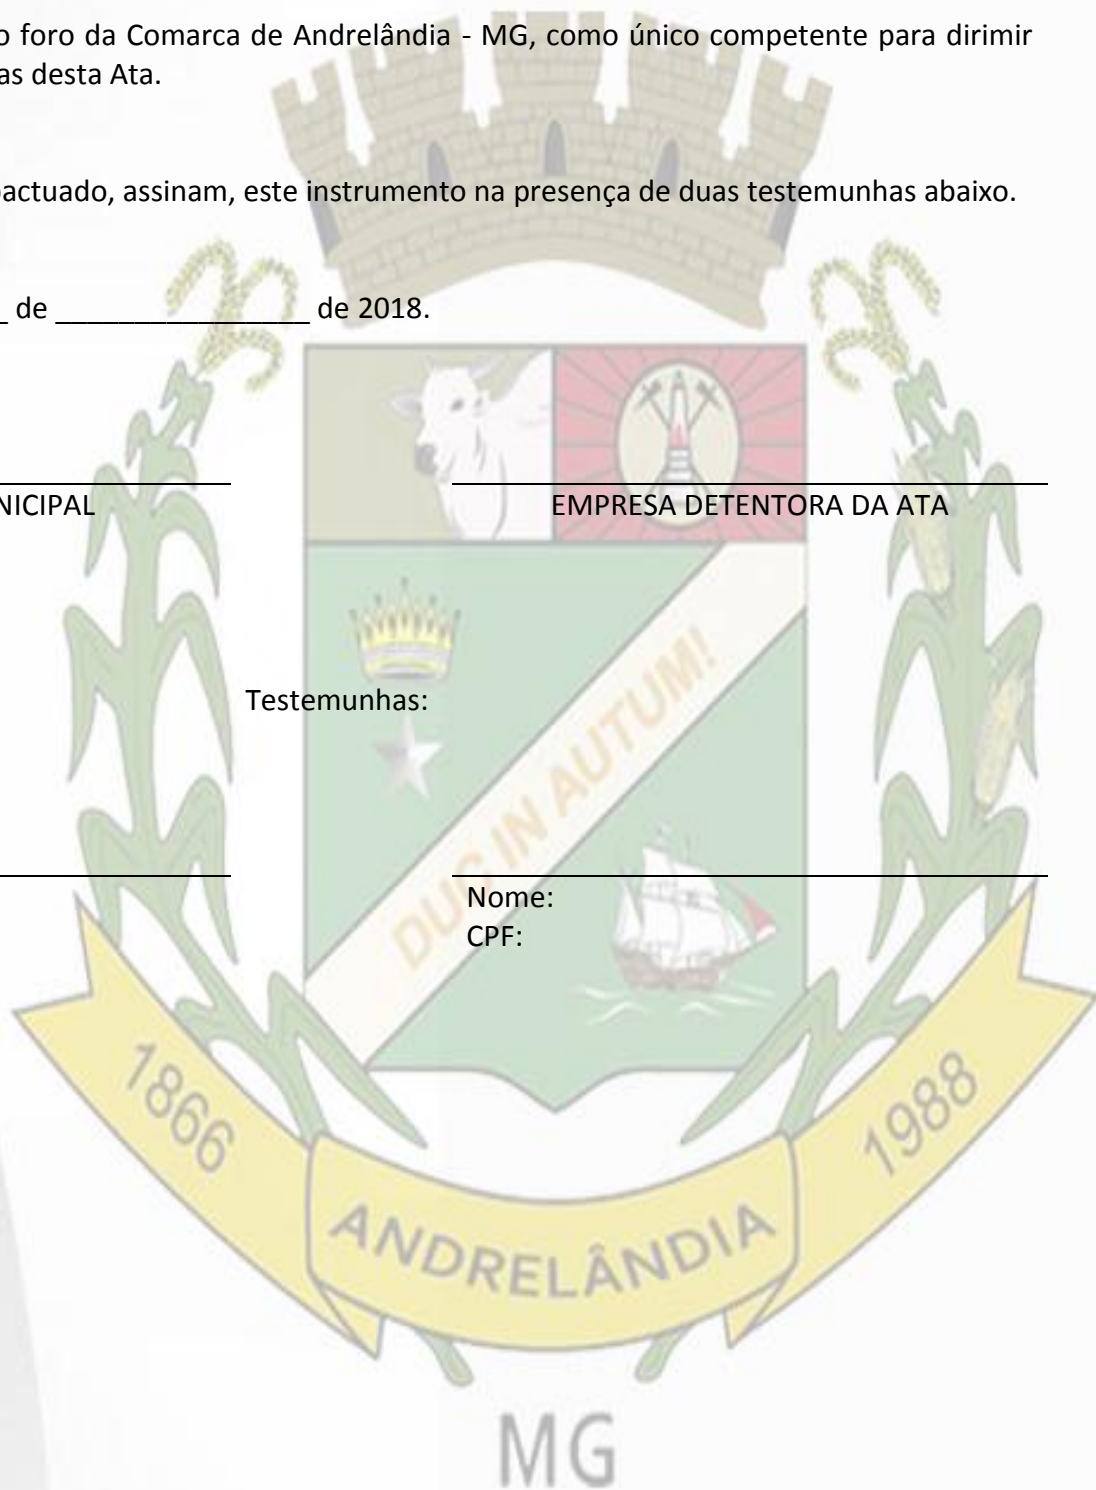 o foro da Comarca de Andrelândia - MG, como único competente para dirimir
as desta Ata.
pactuado, assinam, este instrumento na presença de duas testemunhas abaixo.
_ de ________________ de 2018.
NICIPAL
EMPRESA DETENTORA DA ATA
Testemunhas:
Nome:
CPF:
DUC IN AUTUM!
1866
ANDRELÂNDIA
1988
MG